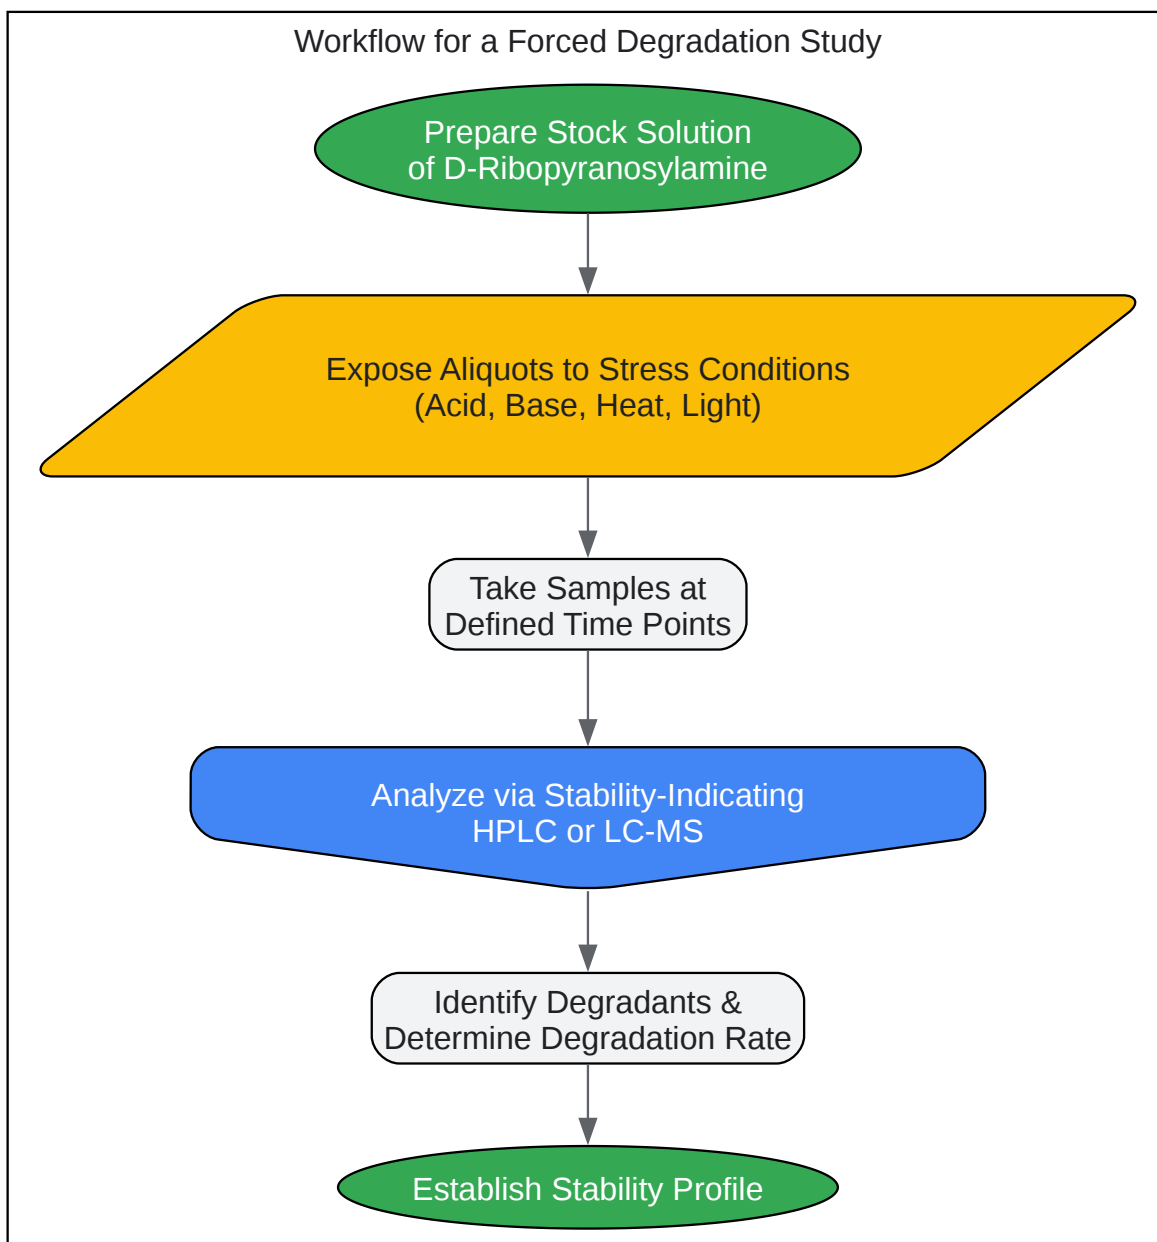 Workflow for a Forced Degradation Study
Prepare Stock Solution
of D-Ribopyranosylamine
Expose Aliquots to Stress Conditions
(Acid, Base, Heat, Light)
Take Samples at
Defined Time Points
Analyze via Stability-Indicating
HPLC or LC-MS
Identify Degradants &
Determine Degradation Rate
Establish Stability Profile